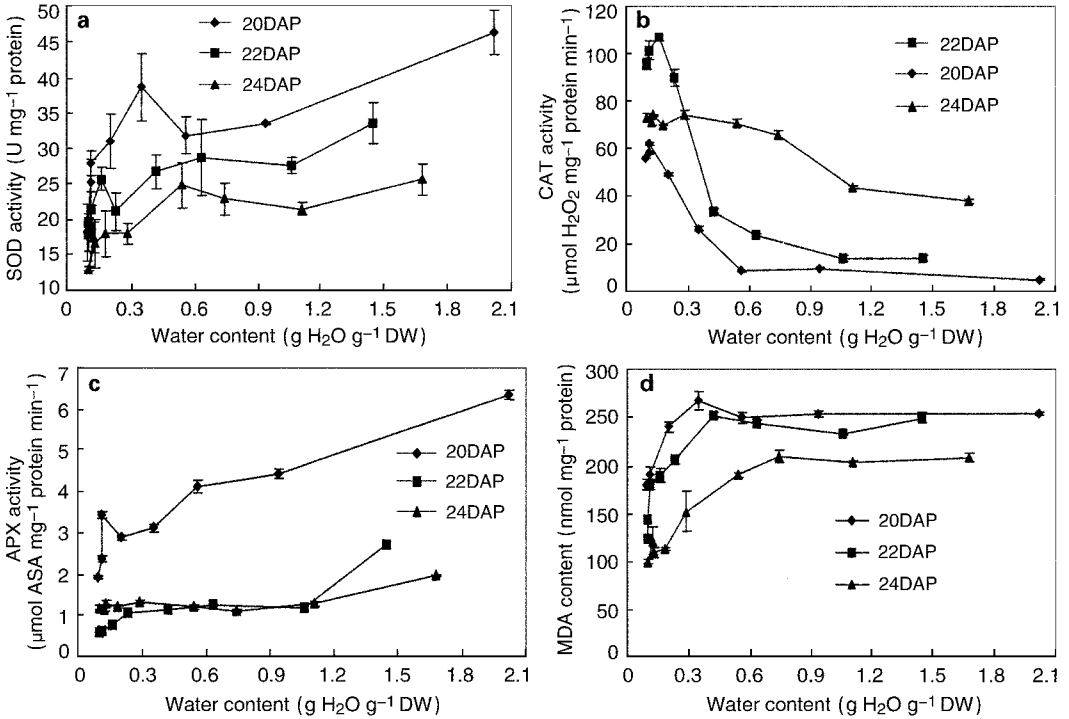 a
50
45
40
35
30
25
20
15
10
SOD activity (U mg⁻¹ protein)
20DAP
22DAP
24DAP
0 0.3 0.6 0.9 1.2 1.5 1.8 2.1
Water content (g H₂O g⁻¹ DW)
b
120
100
80
60
40
20
0
CAT activity
(μmol H₂O₂ mg⁻¹ protein min⁻¹)
22DAP
20DAP
24DAP
0 0.3 0.6 0.9 1.2 1.5 1.8 2.1
Water content (g H₂O g⁻¹ DW)
c
7
6
5
4
3
2
1
0
APX activity
(μmol ASA mg⁻¹ protein min⁻¹)
20DAP
22DAP
24DAP
0 0.3 0.6 0.9 1.2 1.5 1.8 2.1
Water content (g H₂O g⁻¹ DW)
d
300
250
200
150
100
50
0
MDA content (nmol mg⁻¹ protein)
20DAP
22DAP
24DAP
0 0.3 0.6 0.9 1.2 1.5 1.8 2.1
Water content (g H₂O g⁻¹ DW)